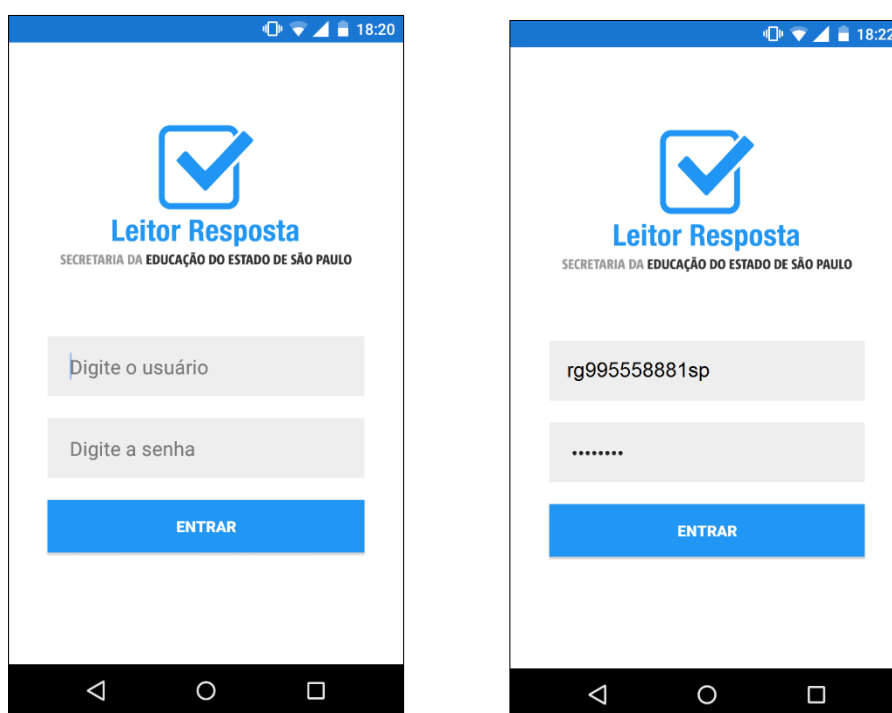 18:20
Leitor Resposta
SECRETARIA DA EDUCAÇÃO DO ESTADO DE SÃO PAULO
Digite o usuário
Digite a senha
ENTRAR
18:22
Leitor Resposta
SECRETARIA DA EDUCAÇÃO DO ESTADO DE SÃO PAULO
rg995558881sp
••••••••
ENTRAR